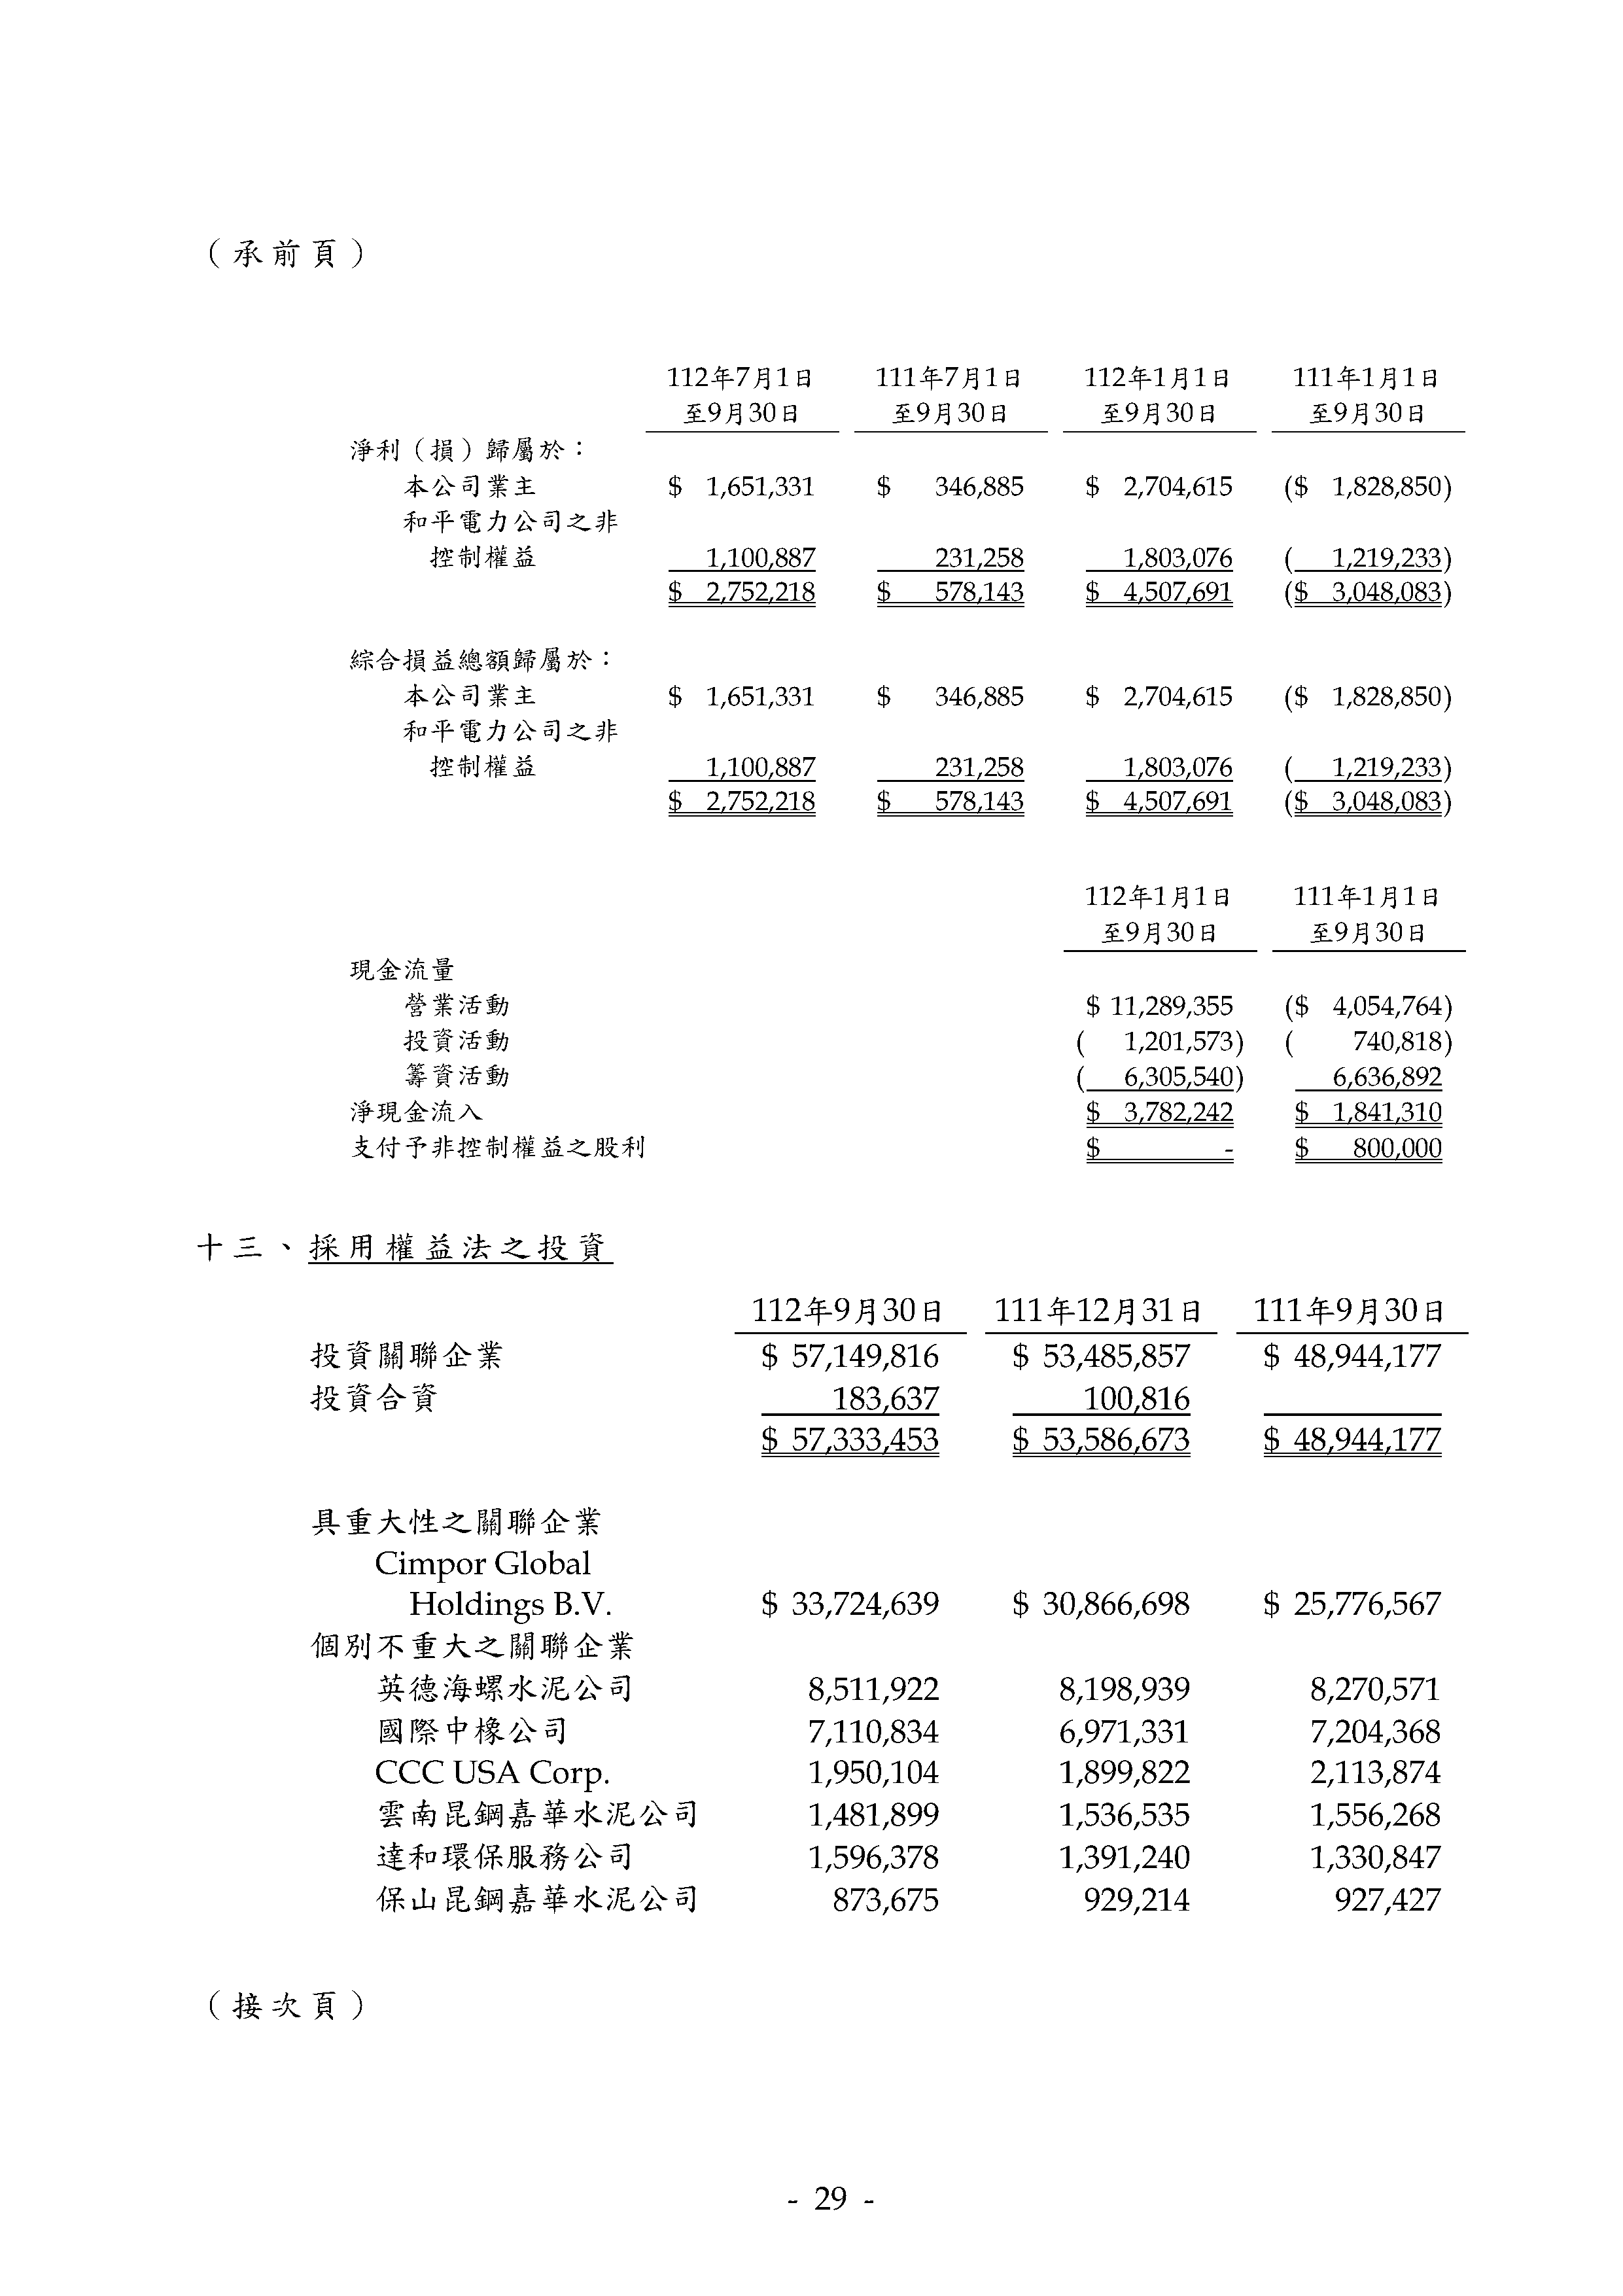 （承前頁）
112年7月1日 111年7月1日 112年1月1日 111年1月1日
至9月30日 至9月30日 至9月30日 至9月30日
淨利（損）歸屬於：
本公司業主 $ 1,651,331 $ 346,885 $ 2,704,615 ($ 1,828,850)
和平電力公司之非
控制權益 1,100,887 231,258 1,803,076 ( 1,219,233)
$ 2,752,218 $ 578,143 $ 4,507,691 ($ 3,048,083)
綜合損益總額歸屬於：
本公司業主 $ 1,651,331 $ 346,885 $ 2,704,615 ($ 1,828,850)
和平電力公司之非
控制權益 1,100,887 231,258 1,803,076 ( 1,219,233)
$ 2,752,218 $ 578,143 $ 4,507,691 ($ 3,048,083)
112年1月1日 111年1月1日
至9月30日 至9月30日
現金流量
營業活動 $ 11,289,355 ($ 4,054,764)
投資活動 ( 1,201,573) ( 740,818)
籌資活動 ( 6,305,540) 6,636,892
淨現金流入 $ 3,782,242 $ 1,841,310
支付予非控制權益之股利 $ - $ 800,000
十三、採用權益法之投資
112年9月30日 111年12月31日 111年9月30日
投資關聯企業 $ 57,149,816 $ 53,485,857 $ 48,944,177
投資合資 183,637 100,816
$ 57,333,453 $ 53,586,673 $ 48,944,177
具重大性之關聯企業
Cimpor Global
Holdings B.V. $ 33,724,639 $ 30,866,698 $ 25,776,567
個別不重大之關聯企業
英德海螺水泥公司 8,511,922 8,198,939 8,270,571
國際中橡公司 7,110,834 6,971,331 7,204,368
CCC USA Corp. 1,950,104 1,899,822 2,113,874
雲南昆鋼嘉華水泥公司 1,481,899 1,536,535 1,556,268
達和環保服務公司 1,596,378 1,391,240 1,330,847
保山昆鋼嘉華水泥公司 873,675 929,214 927,427
（接次頁）
- 29 -